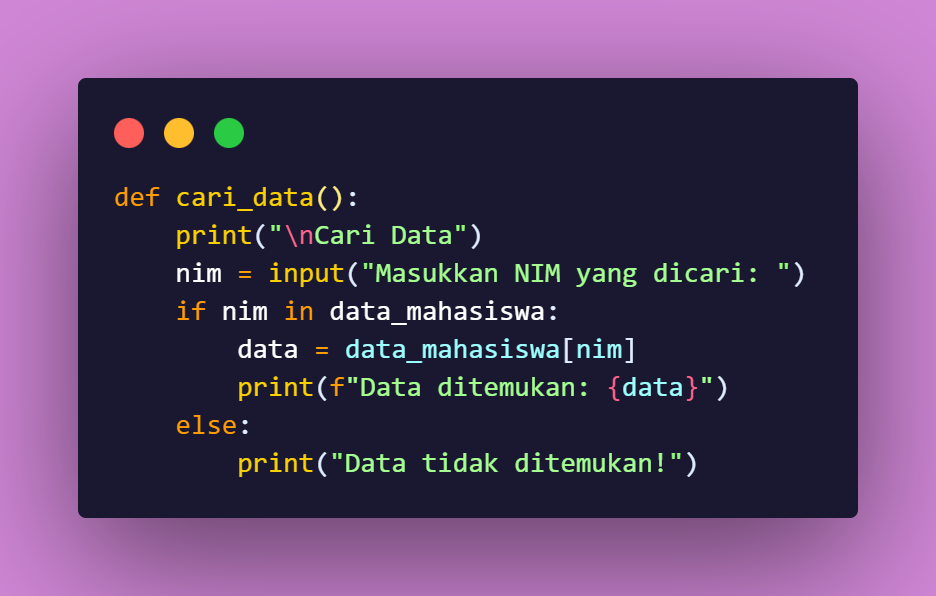 def cari_data():
    print("\nCari Data")
    nim = input("Masukkan NIM yang dicari: ")
    if nim in data_mahasiswa:
        data = data_mahasiswa[nim]
        print(f"Data ditemukan: {data}")
    else:
        print("Data tidak ditemukan!")